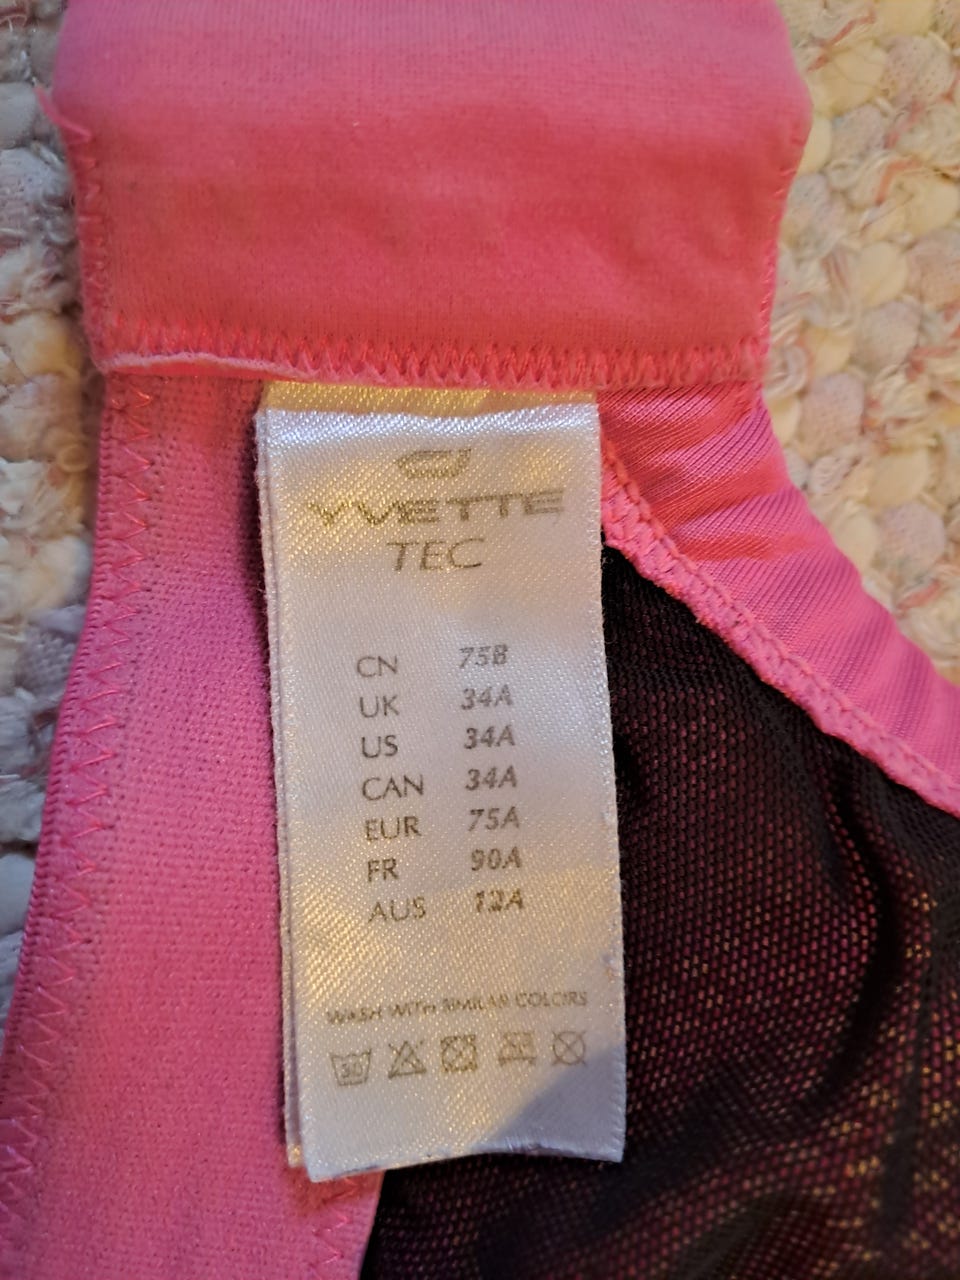 YVETTE
TEC
CN 75B
UK 34A
US 34A
CAN 34A
EUR 75A
FR 90A
AUS 12A
WASH WITH SIMILAR COLORS
30